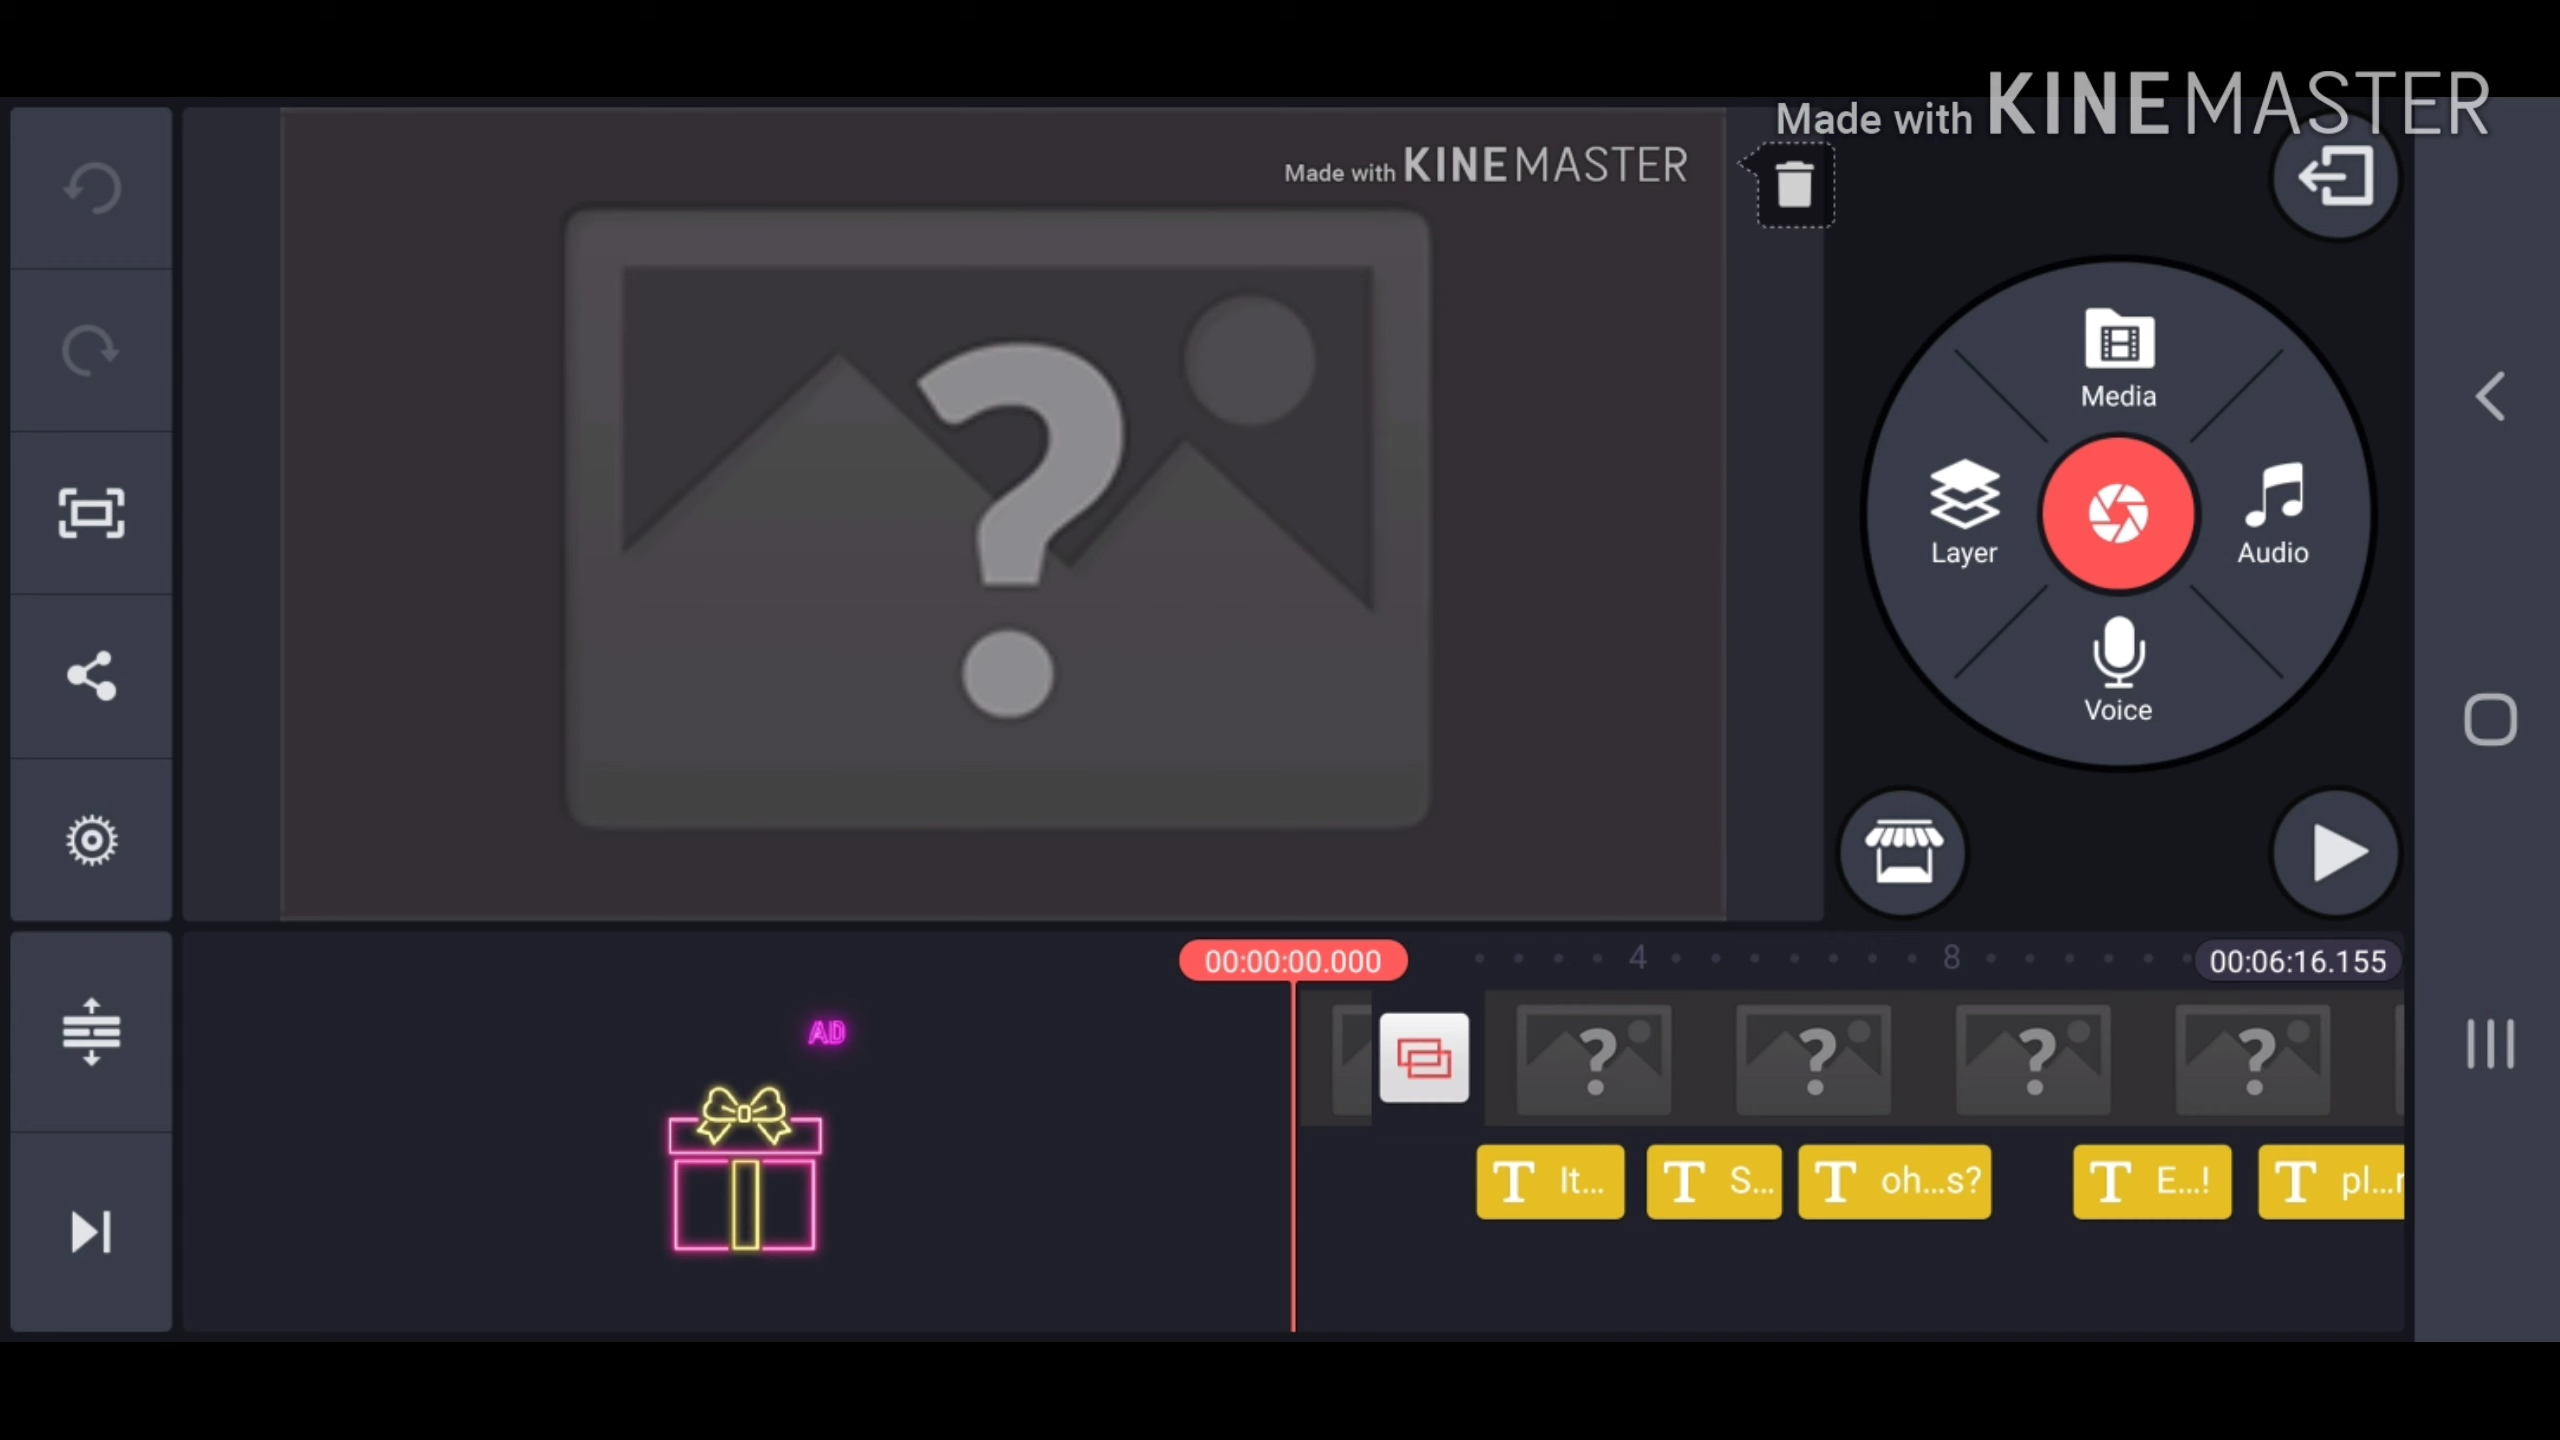 Made with KINEMASTER
Made with KINEMASTER
Media
Layer
Audio
Voice
00:00:00.000
4
8
00:06:16.155
AD
T It...
T S...
T oh...s?
T E...!
T pl...r